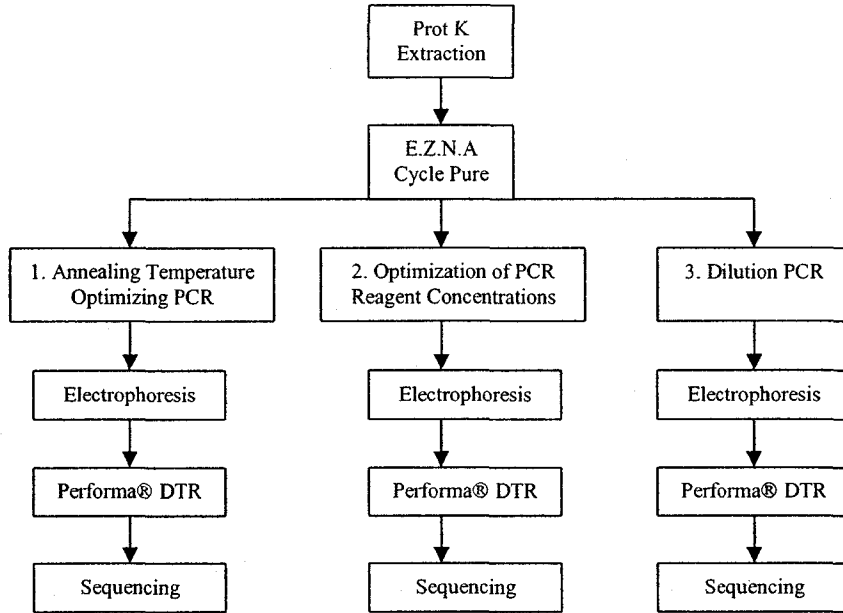 Prot K
Extraction
E.Z.N.A
Cycle Pure
1. Annealing Temperature
Optimizing PCR
2. Optimization of PCR
Reagent Concentrations
3. Dilution PCR
Electrophoresis
Electrophoresis
Electrophoresis
Performa® DTR
Performa® DTR
Performa® DTR
Sequencing
Sequencing
Sequencing